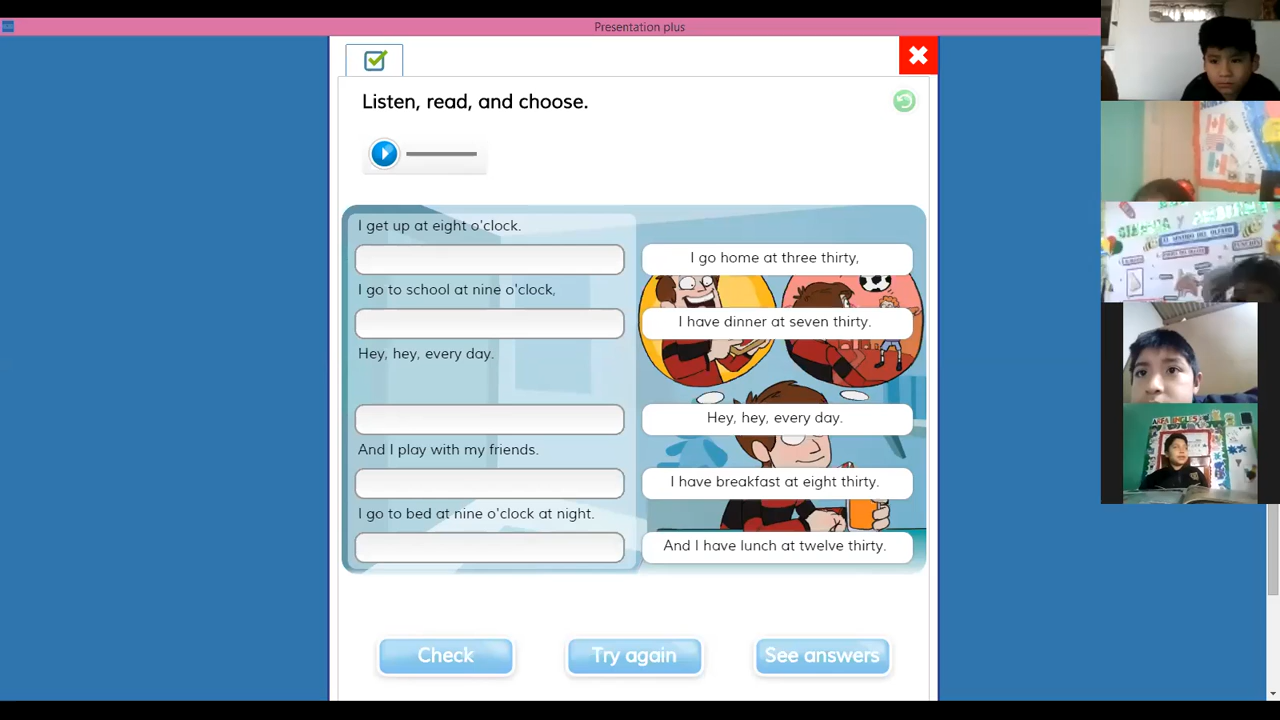 Presentation plus
Listen, read, and choose.
I get up at eight o'clock.
I go to school at nine o'clock,
Hey, hey, every day.
And I play with my friends.
I go to bed at nine o'clock at night.
I go home at three thirty,
I have dinner at seven thirty.
Hey, hey, every day.
I have breakfast at eight thirty.
And I have lunch at twelve thirty.
Check
Try again
See answers
AREA INGLES